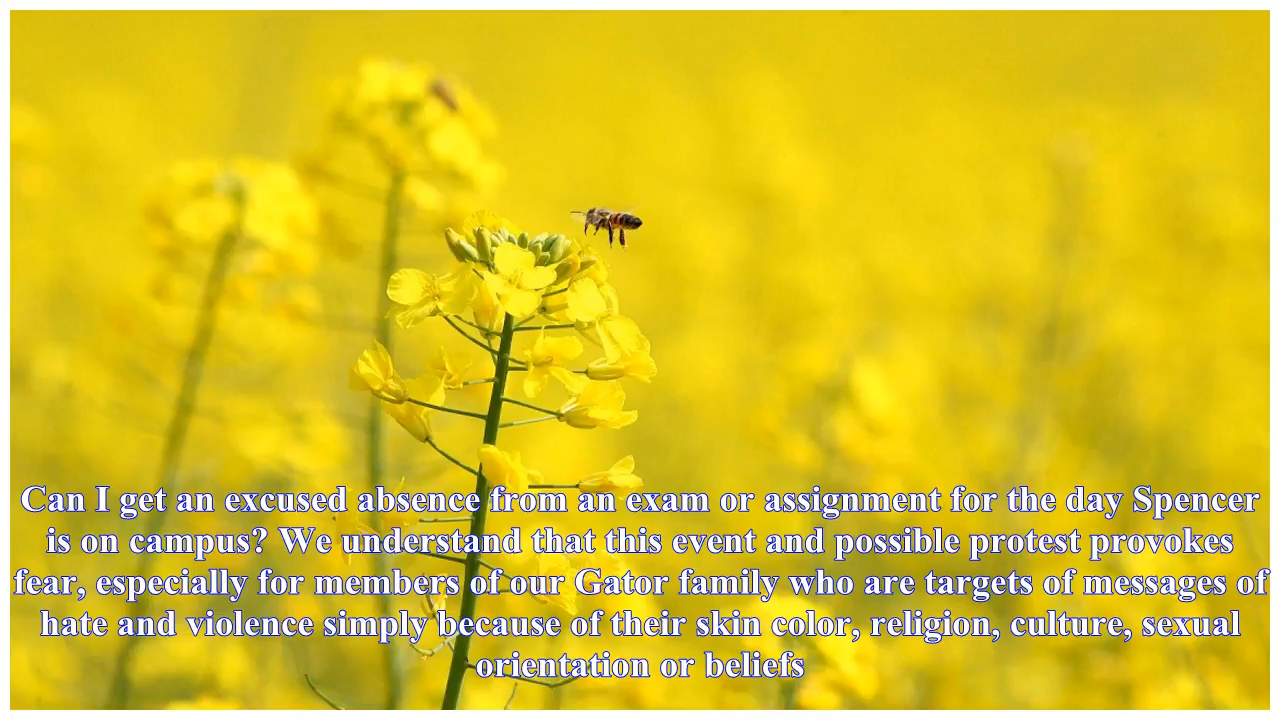 Can I get an excused absence from an exam or assignment for the day Spencer
is on campus? We understand that this event and possible protest provokes
fear, especially for members of our Gator family who are targets of messages of
hate and violence simply because of their skin color, religion, culture, sexual
orientation or beliefs